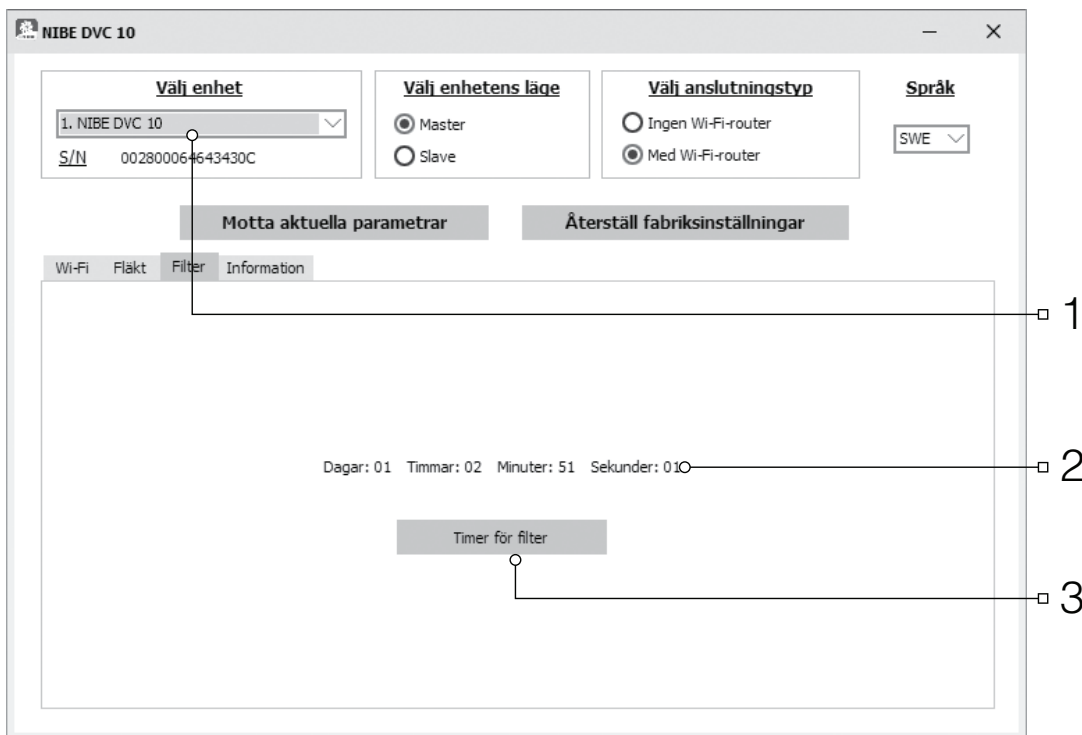 NIBE DVC 10
Välj enhet
1. NIBE DVC 10
S/N 002800064643430C
Välj enhetens läge
Master
Slave
Välj anslutningstyp
Ingen Wi-Fi-router
Med Wi-Fi-router
Språk
SWE
Motta aktuella parametrar
Återställ fabriksinställningar
Wi-Fi Fläkt Filter Information
1
Dagar: 01 Timmar: 02 Minuter: 51 Sekunder: 01
2
Timer för filter
3